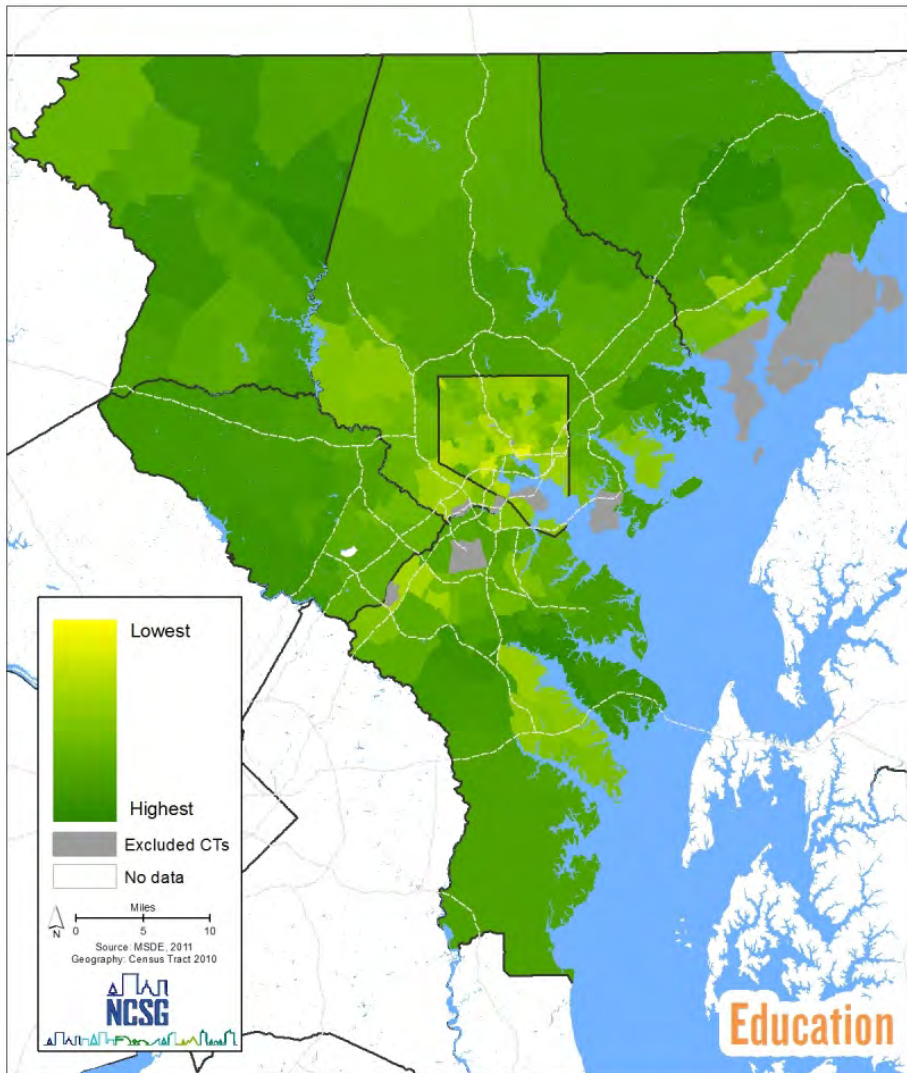 Lowest
Highest
Excluded CTs
No data
Miles
N
0 5 10
Source: MSDE, 2011
Geography: Census Tract 2010
NCSG
Education